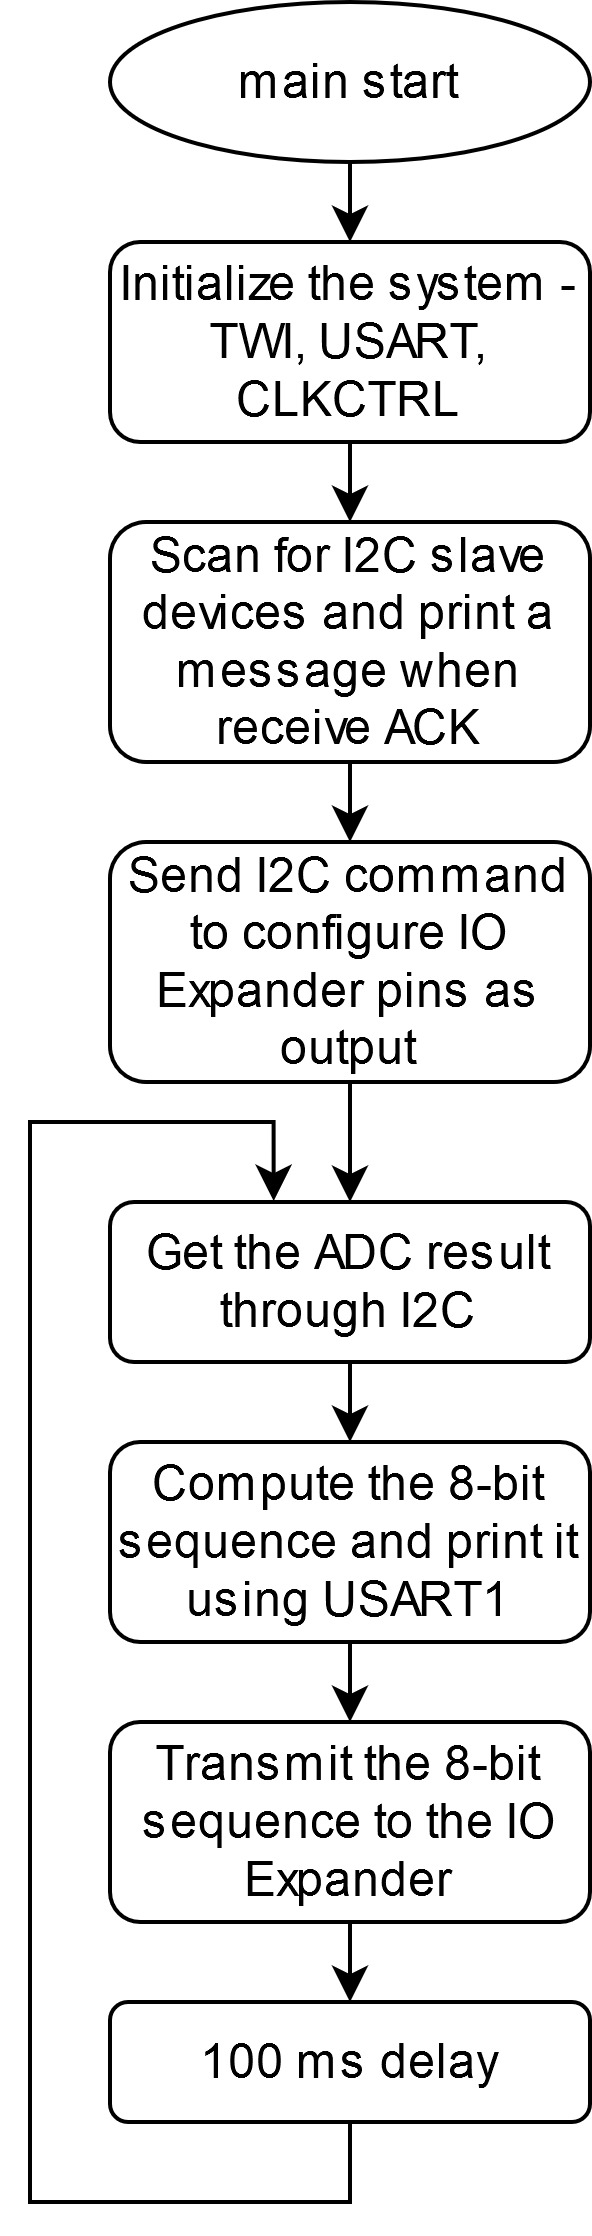 main start
Initialize the system -
TWI, USART,
CLKCTRL
Scan for I2C slave
devices and print a
message when
receive ACK
Send I2C command
to configure IO
Expander pins as
output
Get the ADC result
through I2C
Compute the 8-bit
sequence and print it
using USART1
Transmit the 8-bit
sequence to the IO
Expander
100 ms delay